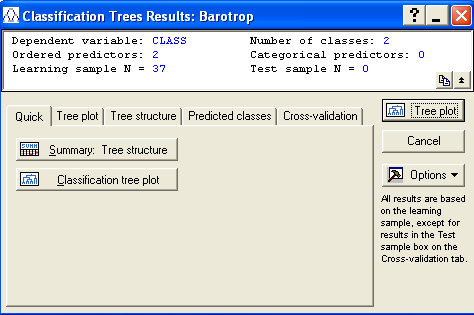 Classification Trees Results: Barotrop
Dependent variable: CLASS Number of classes: 2
Ordered predictors: 2 Categorical predictors: 0
Learning sample N = 37 Test sample N = 0
Quick Tree plot Tree structure Predicted classes Cross-validation
Tree plot
Summary: Tree structure
Cancel
Classification tree plot
Options
All results are based
on the learning
sample, except for
results in the Test
sample box on the
Cross-validation tab.